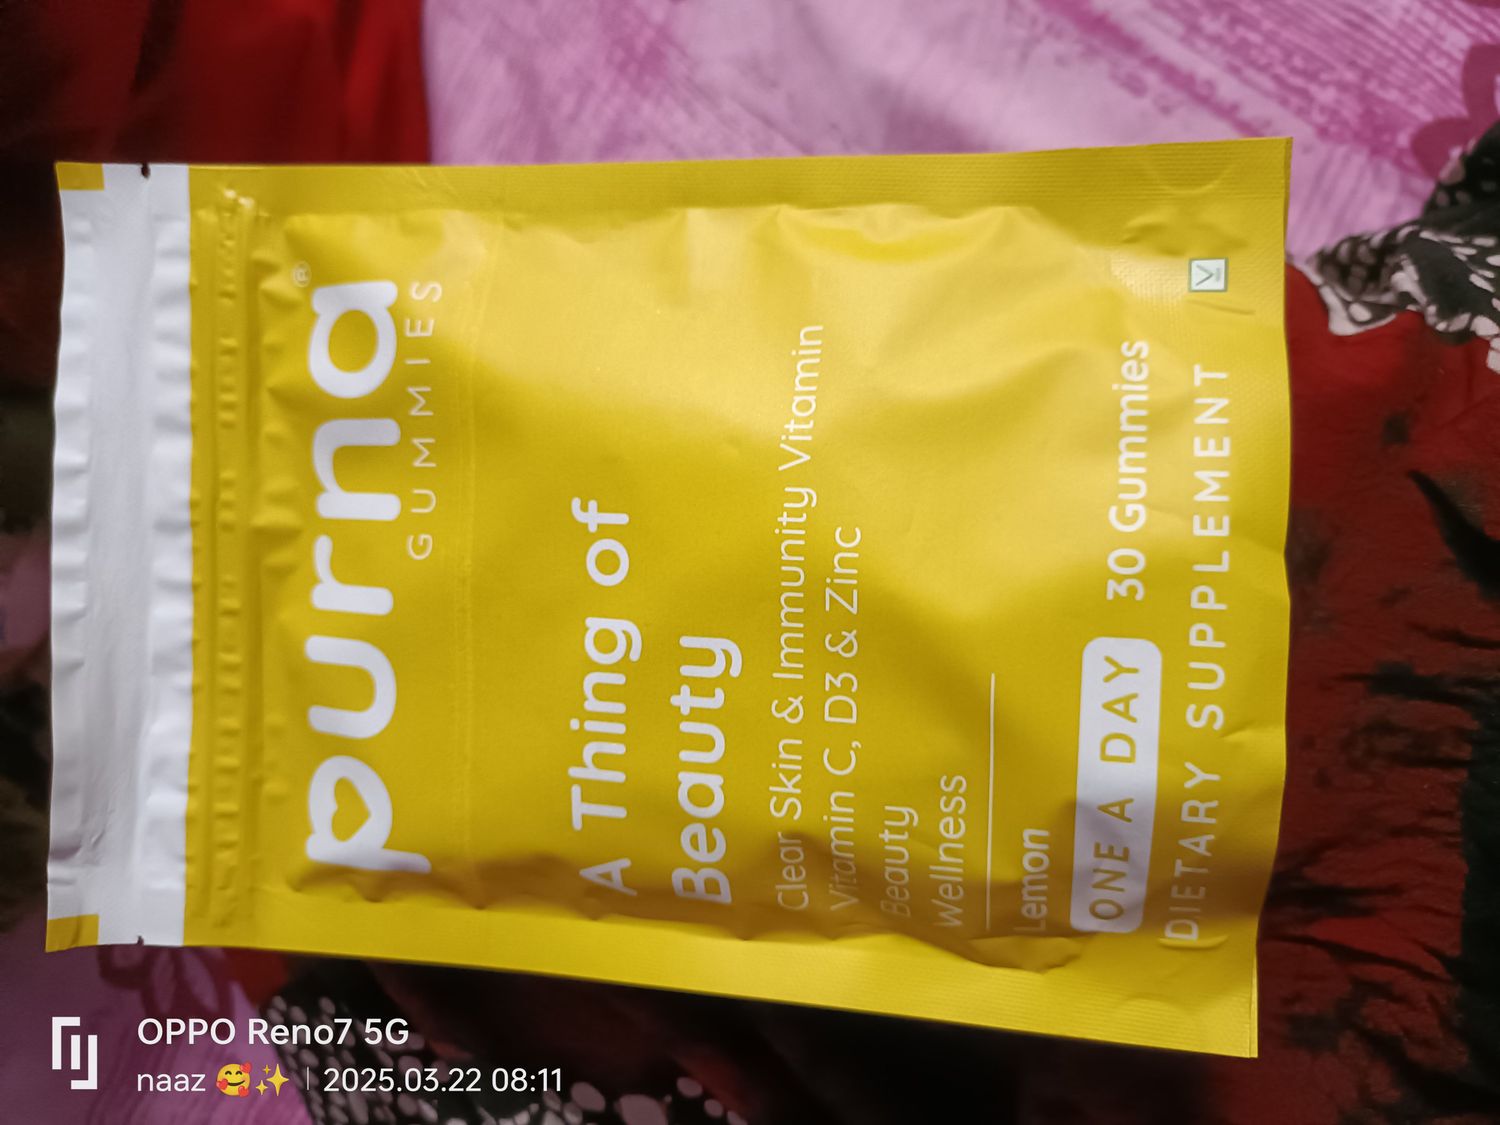 purna®
GUMMIES
A Thing of
Beauty
Clear Skin & Immunity Vitamin
Vitamin C, D3 & Zinc
Beauty
Wellness
Lemon
ONE A DAY 30 Gummies
DIETARY SUPPLEMENT
OPPO Reno7 5G
naaz 🥰✨ | 2025.03.22 08:11